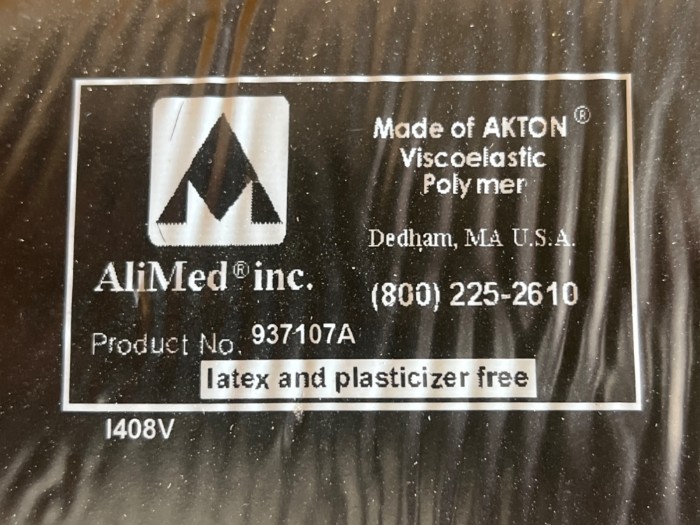 Made of AKTON®
Viscoelastic
Polymer
Dedham, MA U.S.A.
(800) 225-2610
AliMed® inc.
Product No. 937107A
latex and plasticizer free
I408V